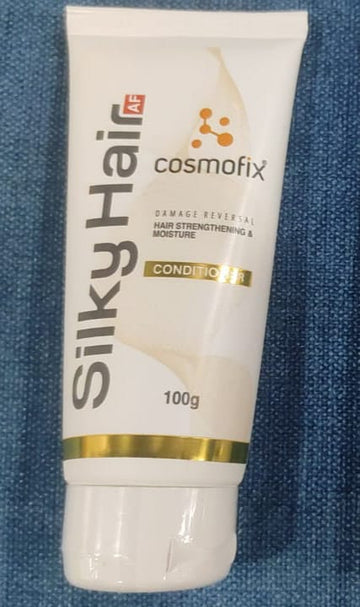 Silky Hair AF
cosmofix®
DAMAGE REVERSAL
HAIR STRENGTHENING &
MOISTURE
CONDITIONER
100g